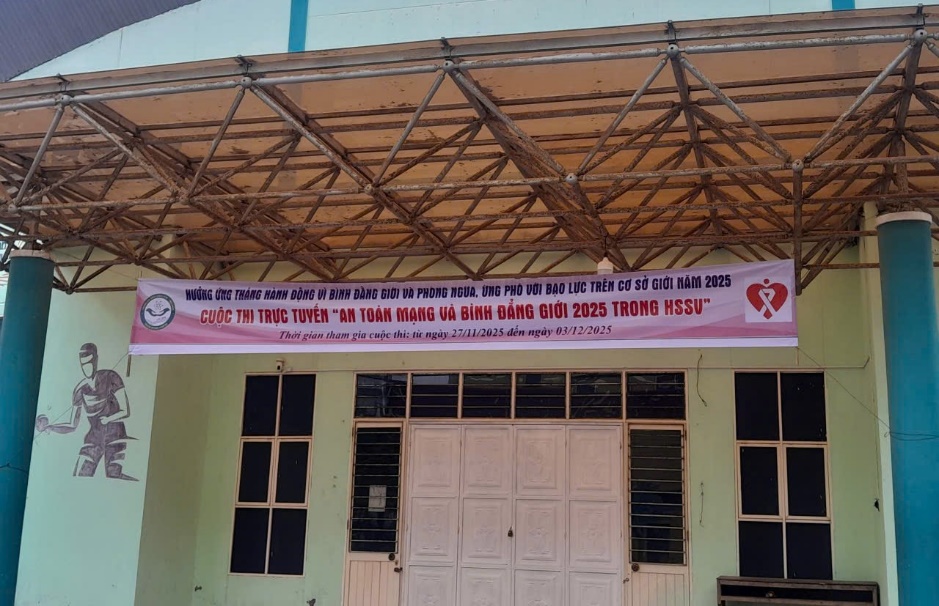 HƯỞNG ỨNG THÁNG HÀNH ĐỘNG VÌ BÌNH ĐẲNG GIỚI VÀ PHÒNG NGỪA, ỨNG PHÓ VỚI BẠO LỰC TRÊN CƠ SỞ GIỚI NĂM 2025
CUỘC THI TRỰC TUYẾN "AN TOÀN MẠNG VÀ BÌNH ĐẲNG GIỚI 2025 TRONG HSSV"
Thời gian tham gia cuộc thi: từ ngày 27/11/2025 đến ngày 03/12/2025